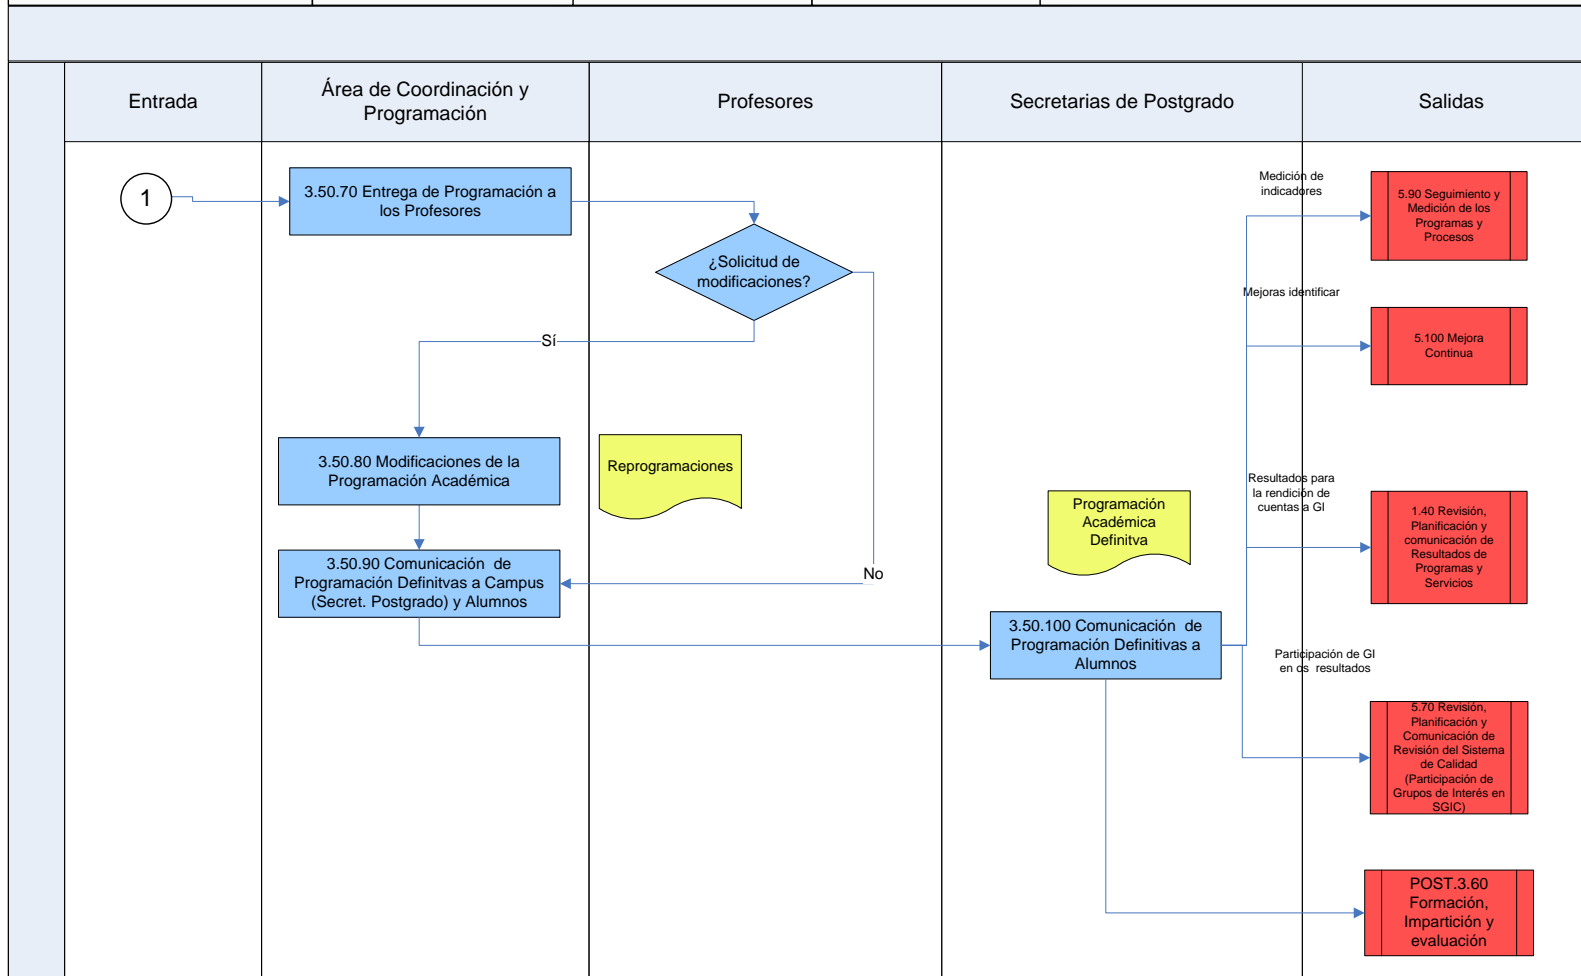 Entrada
Área de Coordinación y
Programación
Profesores
Secretarias de Postgrado
Salidas
1
3.50.70 Entrega de Programación a
los Profesores
¿Solicitud de
modificaciones?
Sí
No
3.50.80 Modificaciones de la
Programación Académica
Reprogramaciones
3.50.90 Comunicación de
Programación Definitvas a Campus
(Secret. Postgrado) y Alumnos
Programación
Académica
Definitva
3.50.100 Comunicación de
Programación Definitivas a
Alumnos
Medición de
indicadores
5.90 Seguimiento y
Medición de los
Programas y
Procesos
Mejoras identificar
5.100 Mejora
Continua
Resultados para
la rendición de
cuentas a GI
1.40 Revisión,
Planificación y
comunicación de
Resultados de
Programas y
Servicios
Participación de GI
en os resultados
5.70 Revisión,
Planificación y
Comunicación de
Revisión del Sistema
de Calidad
(Participación de
Grupos de Interés en
SGIC)
POST.3.60
Formación,
Impartición y
evaluación